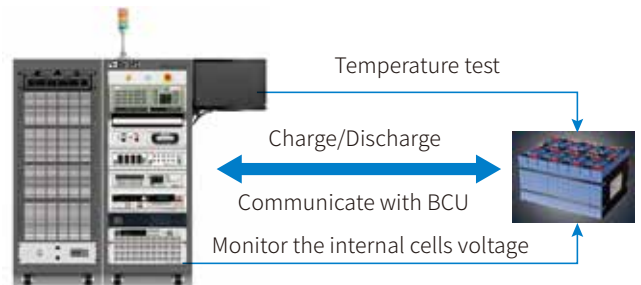 Temperature test
Charge/Discharge
Communicate with BCU
Monitor the internal cells voltage